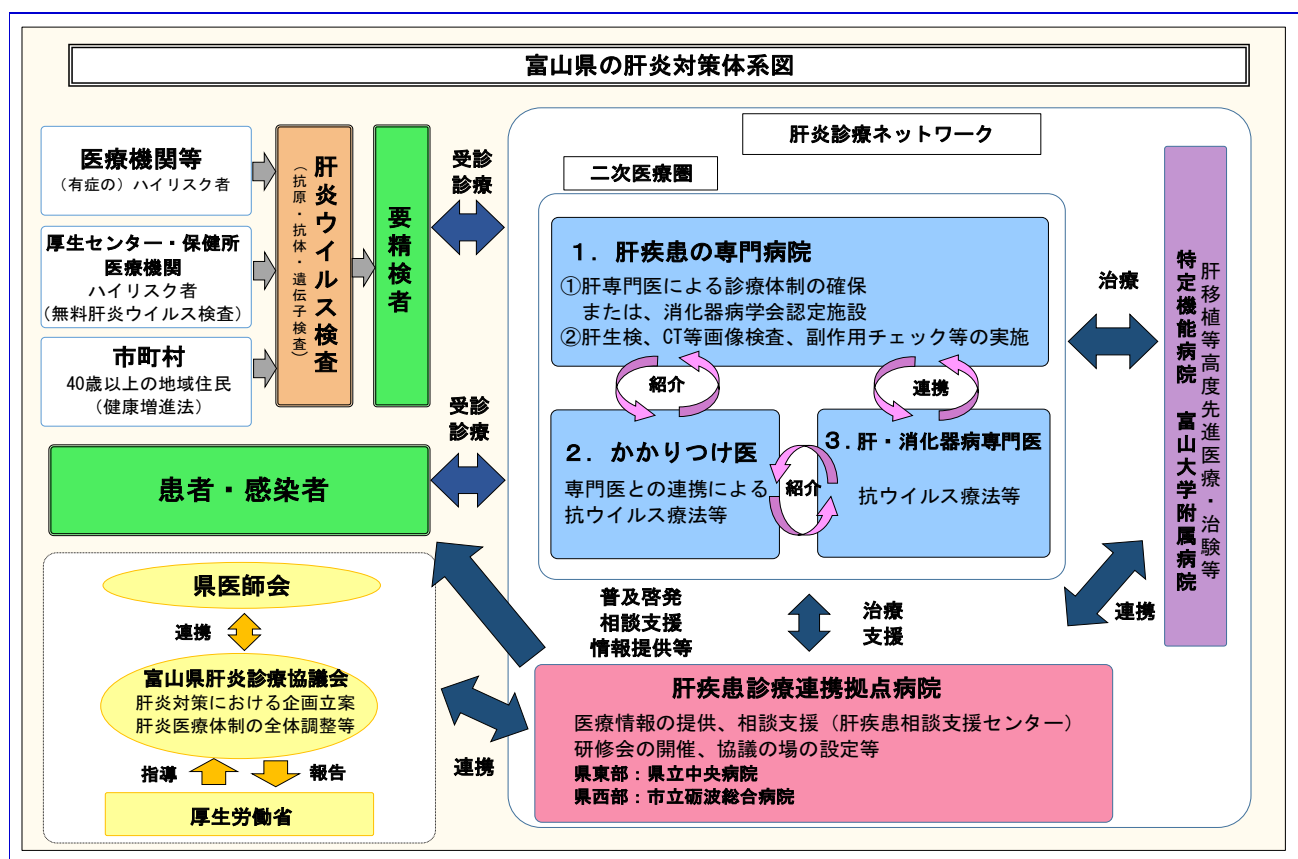 富山県の肝炎対策体系図
医療機関等
（有症の）ハイリスク者
厚生センター・保健所
医療機関
ハイリスク者
（無料肝炎ウイルス検査）
市町村
40歳以上の地域住民
（健康増進法）
肝炎ウイルス検査
（抗原・抗体・遺伝子検査）
要精検者
受診
診療
患者・感染者
受診
診療
肝炎診療ネットワーク
二次医療圏
１．肝疾患の専門病院
①肝専門医による診療体制の確保
または、消化器病学会認定施設
②肝生検、CT等画像検査、副作用チェック等の実施
紹介
連携
２．かかりつけ医
専門医との連携による
抗ウイルス療法等
紹介
３．肝・消化器病専門医
抗ウイルス療法等
治療
肝移植等高度先進医療・治験等
特定機能病院　富山大学附属病院
連携
普及啓発
相談支援
情報提供等
治療
支援
肝疾患診療連携拠点病院
医療情報の提供、相談支援（肝疾患相談支援センター）
研修会の開催、協議の場の設定等
県東部：県立中央病院
県西部：市立砺波総合病院
連携
県医師会
連携
富山県肝炎診療協議会
肝炎対策における企画立案
肝炎医療体制の全体調整等
指導
報告
厚生労働省